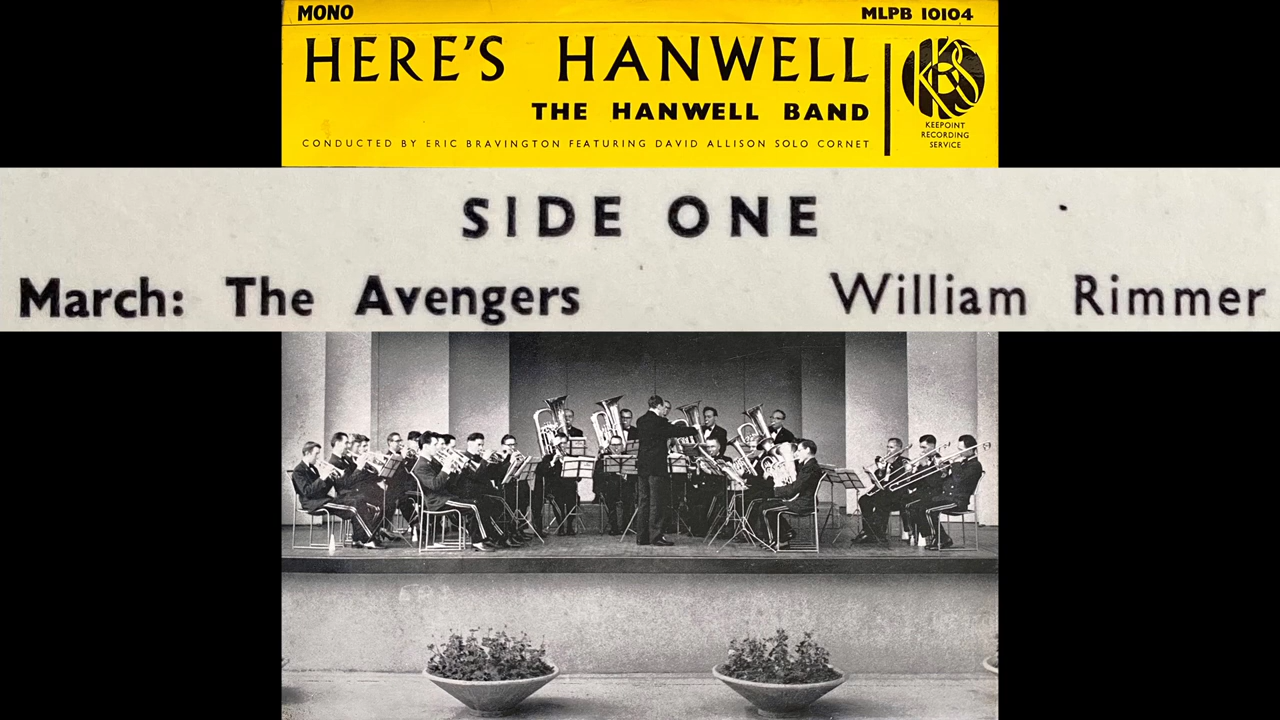 MONO MLPB 10104
HERE'S HANWELL
THE HANWELL BAND
CONDUCTED BY ERIC BRAVINGTON FEATURING DAVID ALLISON SOLO CORNET
KRS
KEEPOINT
RECORDING
SERVICE
SIDE ONE
March: The Avengers William Rimmer